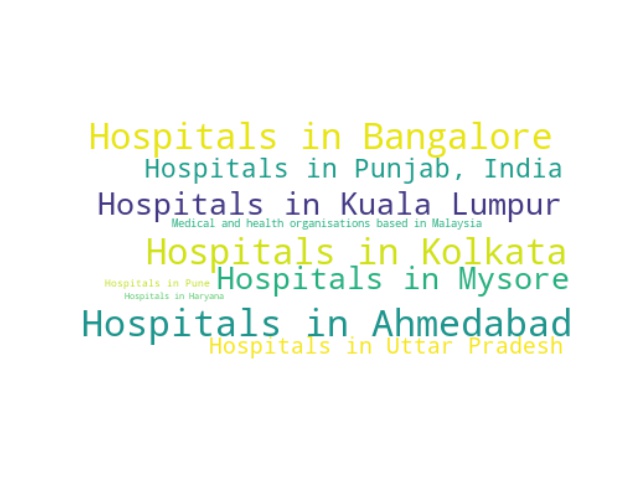 Hospitals in Bangalore
Hospitals in Punjab, India
Hospitals in Kuala Lumpur
Medical and health organisations based in Malaysia
Hospitals in Kolkata
Hospitals in Pune
Hospitals in Mysore
Hospitals in Haryana
Hospitals in Ahmedabad
Hospitals in Uttar Pradesh